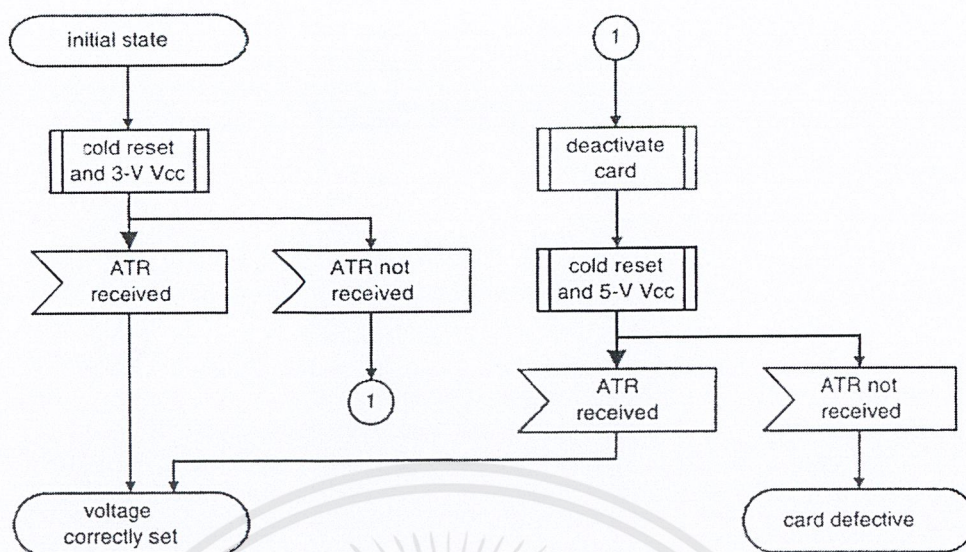 initial state
cold reset
and 3-V Vcc
ATR
received
ATR not
received
1
voltage
correctly set
1
deactivate
card
cold reset
and 5-V Vcc
ATR
received
ATR not
received
card defective